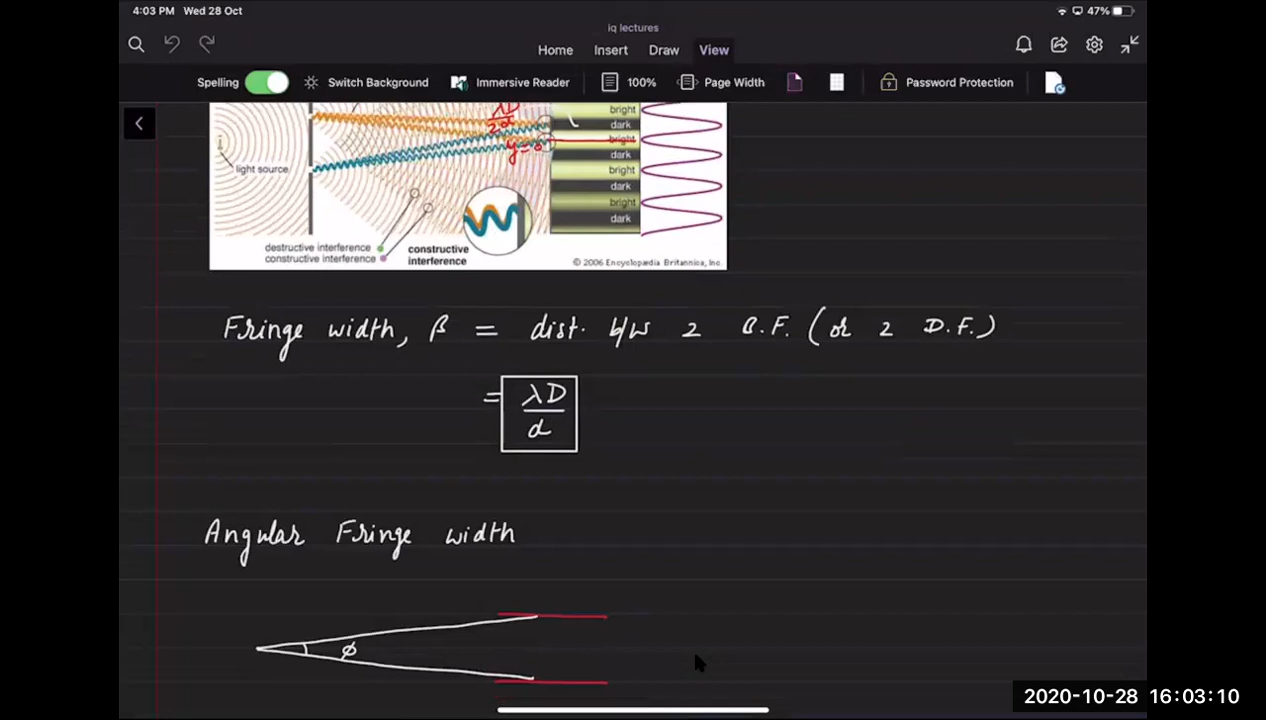 4:03 PM Wed 28 Oct
47%
iq lectures
Home Insert Draw View
Spelling Switch Background Immersive Reader 100% Page Width Password Protection
λD/2d
y=0
bright
dark
bright
dark
bright
dark
bright
dark
light source
destructive interference
constructive interference
constructive interference
© 2006 Encyclopædia Britannica, Inc.
Fringe width, β = dist. b/w 2 B.F. (or 2 D.F.)
= λD/d
Angular Fringe width
ϕ
2020-10-28 16:03:10